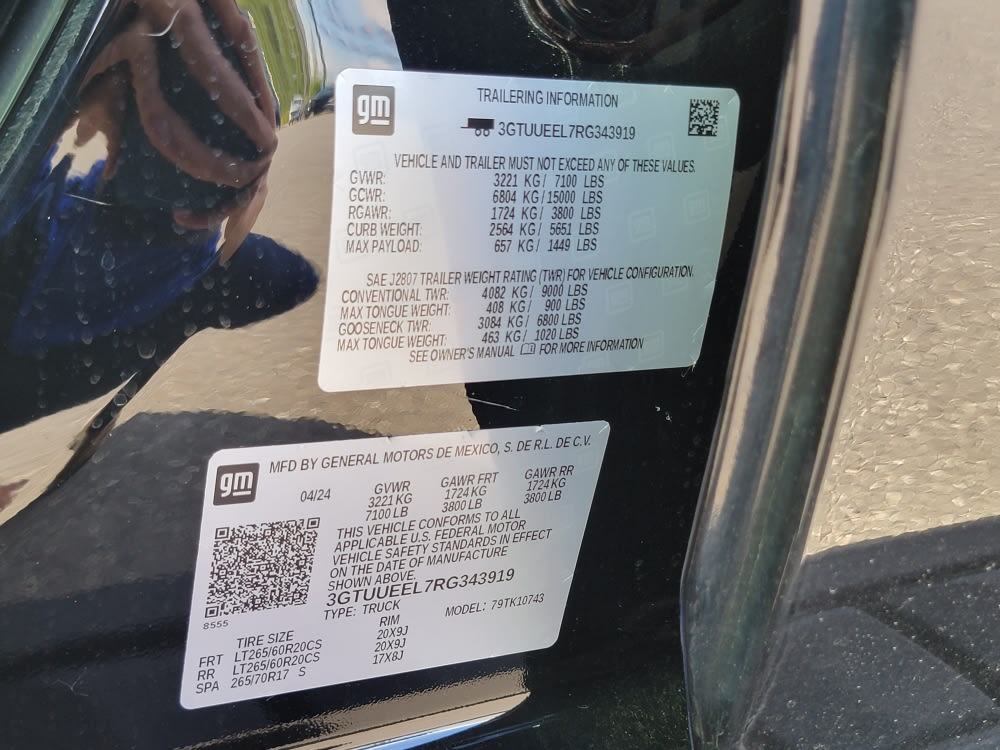 gm
TRAILERING INFORMATION
3GTUUEEL7RG343919
VEHICLE AND TRAILER MUST NOT EXCEED ANY OF THESE VALUES.
GVWR: 3221 KG / 7100 LBS
GCWR: 6804 KG / 15000 LBS
RGAWR: 1724 KG / 3800 LBS
CURB WEIGHT: 2564 KG / 5651 LBS
MAX PAYLOAD: 657 KG / 1449 LBS
SAE J2807 TRAILER WEIGHT RATING (TWR) FOR VEHICLE CONFIGURATION.
CONVENTIONAL TWR: 4082 KG / 9000 LBS
MAX TONGUE WEIGHT: 408 KG / 900 LBS
GOOSENECK TWR: 3084 KG / 6800 LBS
MAX TONGUE WEIGHT: 463 KG / 1020 LBS
SEE OWNER'S MANUAL FOR MORE INFORMATION
gm
MFD BY GENERAL MOTORS DE MEXICO, S. DE R.L. DE C.V.
04/24 GVWR GAWR FRT GAWR RR
3221 KG 1724 KG 1724 KG
7100 LB 3800 LB 3800 LB
THIS VEHICLE CONFORMS TO ALL
APPLICABLE U.S. FEDERAL MOTOR
VEHICLE SAFETY STANDARDS IN EFFECT
ON THE DATE OF MANUFACTURE
SHOWN ABOVE.
3GTUUEEL7RG343919
8555
TYPE: TRUCK MODEL: 79TK10743
TIRE SIZE RIM
FRT LT265/60R20CS 20X9J
RR LT265/60R20CS 20X9J
SPA 265/70R17 S 17X8J